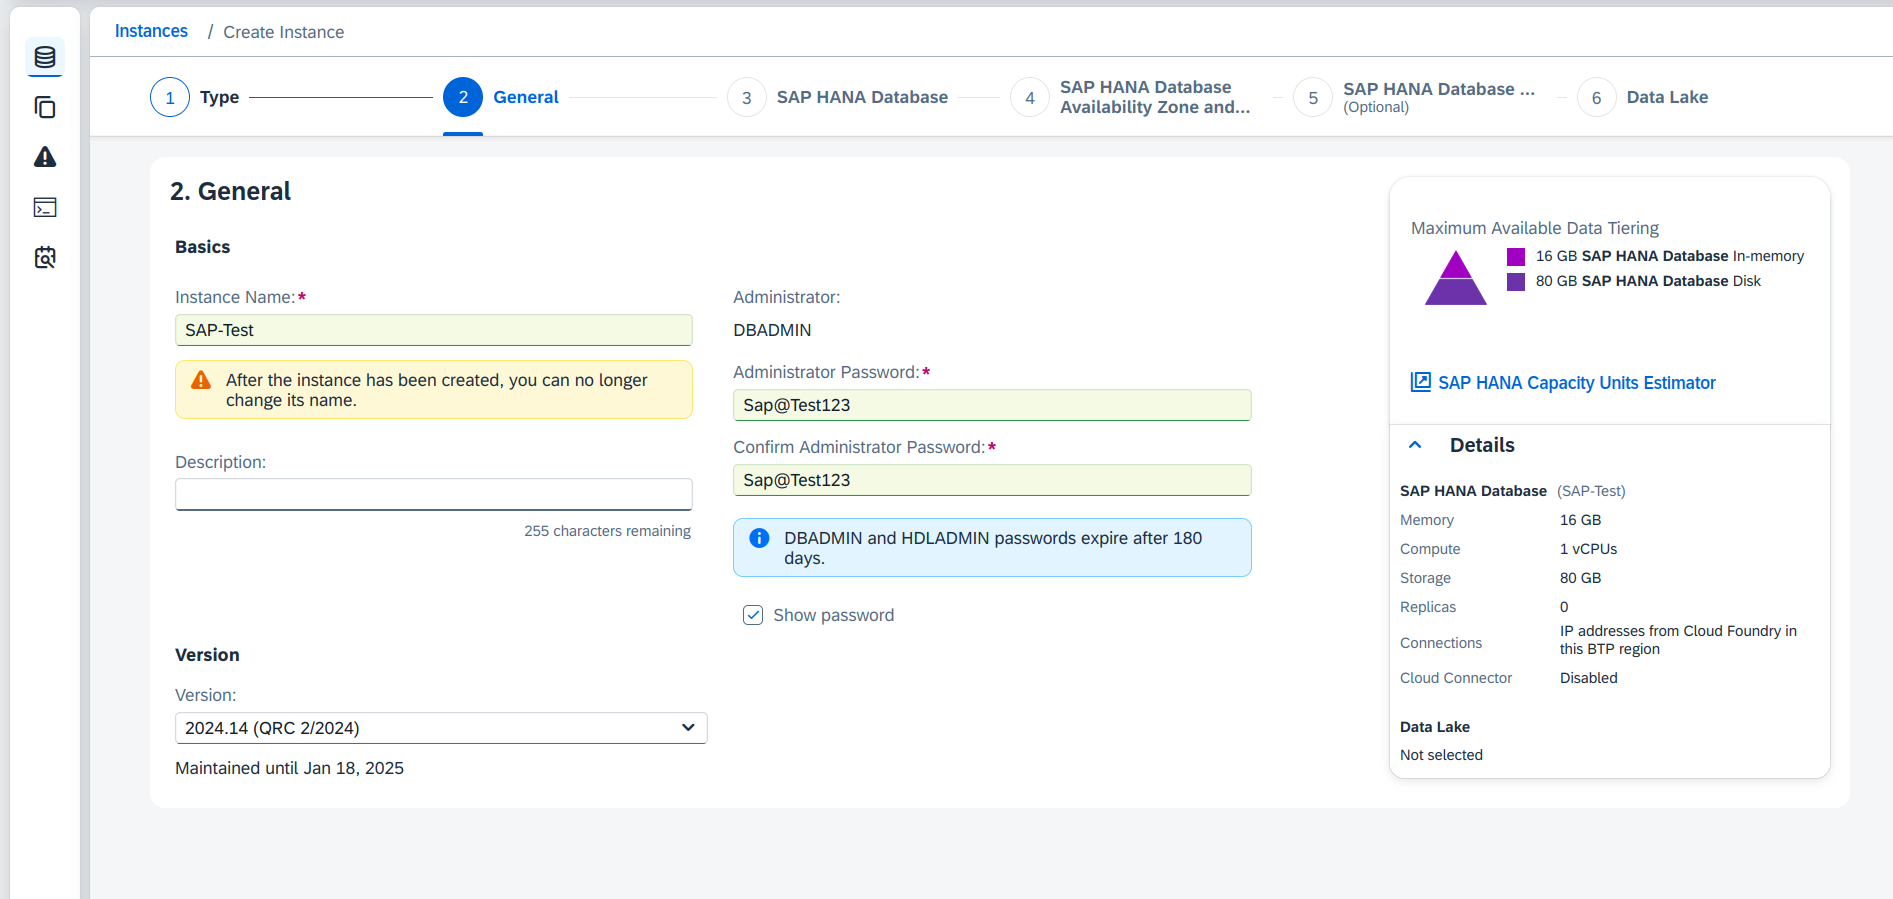 Instances / Create Instance
1 Type
2 General
3 SAP HANA Database
4 SAP HANA Database
Availability Zone and...
5 SAP HANA Database ...
(Optional)
6 Data Lake
2. General
Basics
Instance Name:*
SAP-Test
After the instance has been created, you can no longer
change its name.
Description:
255 characters remaining
Administrator:
DBADMIN
Administrator Password:*
Sap@Test123
Confirm Administrator Password:*
Sap@Test123
DBADMIN and HDLADMIN passwords expire after 180
days.
Show password
Version
Version:
2024.14 (QRC 2/2024)
Maintained until Jan 18, 2025
Maximum Available Data Tiering
16 GB SAP HANA Database In-memory
80 GB SAP HANA Database Disk
SAP HANA Capacity Units Estimator
Details
SAP HANA Database (SAP-Test)
Memory 16 GB
Compute 1 vCPUs
Storage 80 GB
Replicas 0
Connections IP addresses from Cloud Foundry in
this BTP region
Cloud Connector Disabled
Data Lake
Not selected